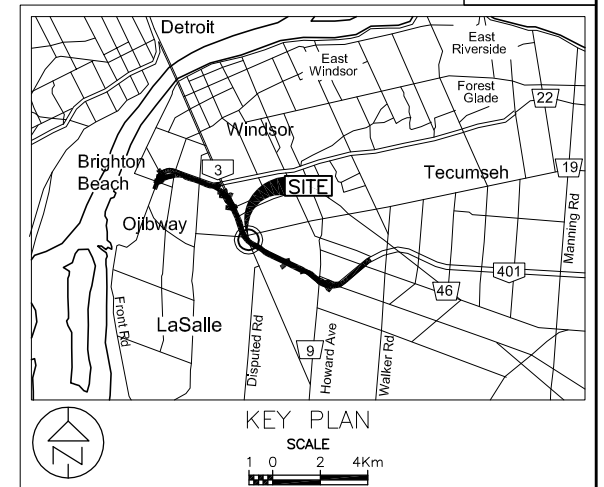 Detroit
East
Riverside
East
Windsor
Forest
Glade
22
Windsor
Brighton
Beach
3
SITE
Tecumseh
19
Manning Rd
Ojibway
401
46
Front Rd
LaSalle
Disputed Rd
9
Howard Ave
Walker Rd
KEY PLAN
SCALE
1 0 2 4Km
N